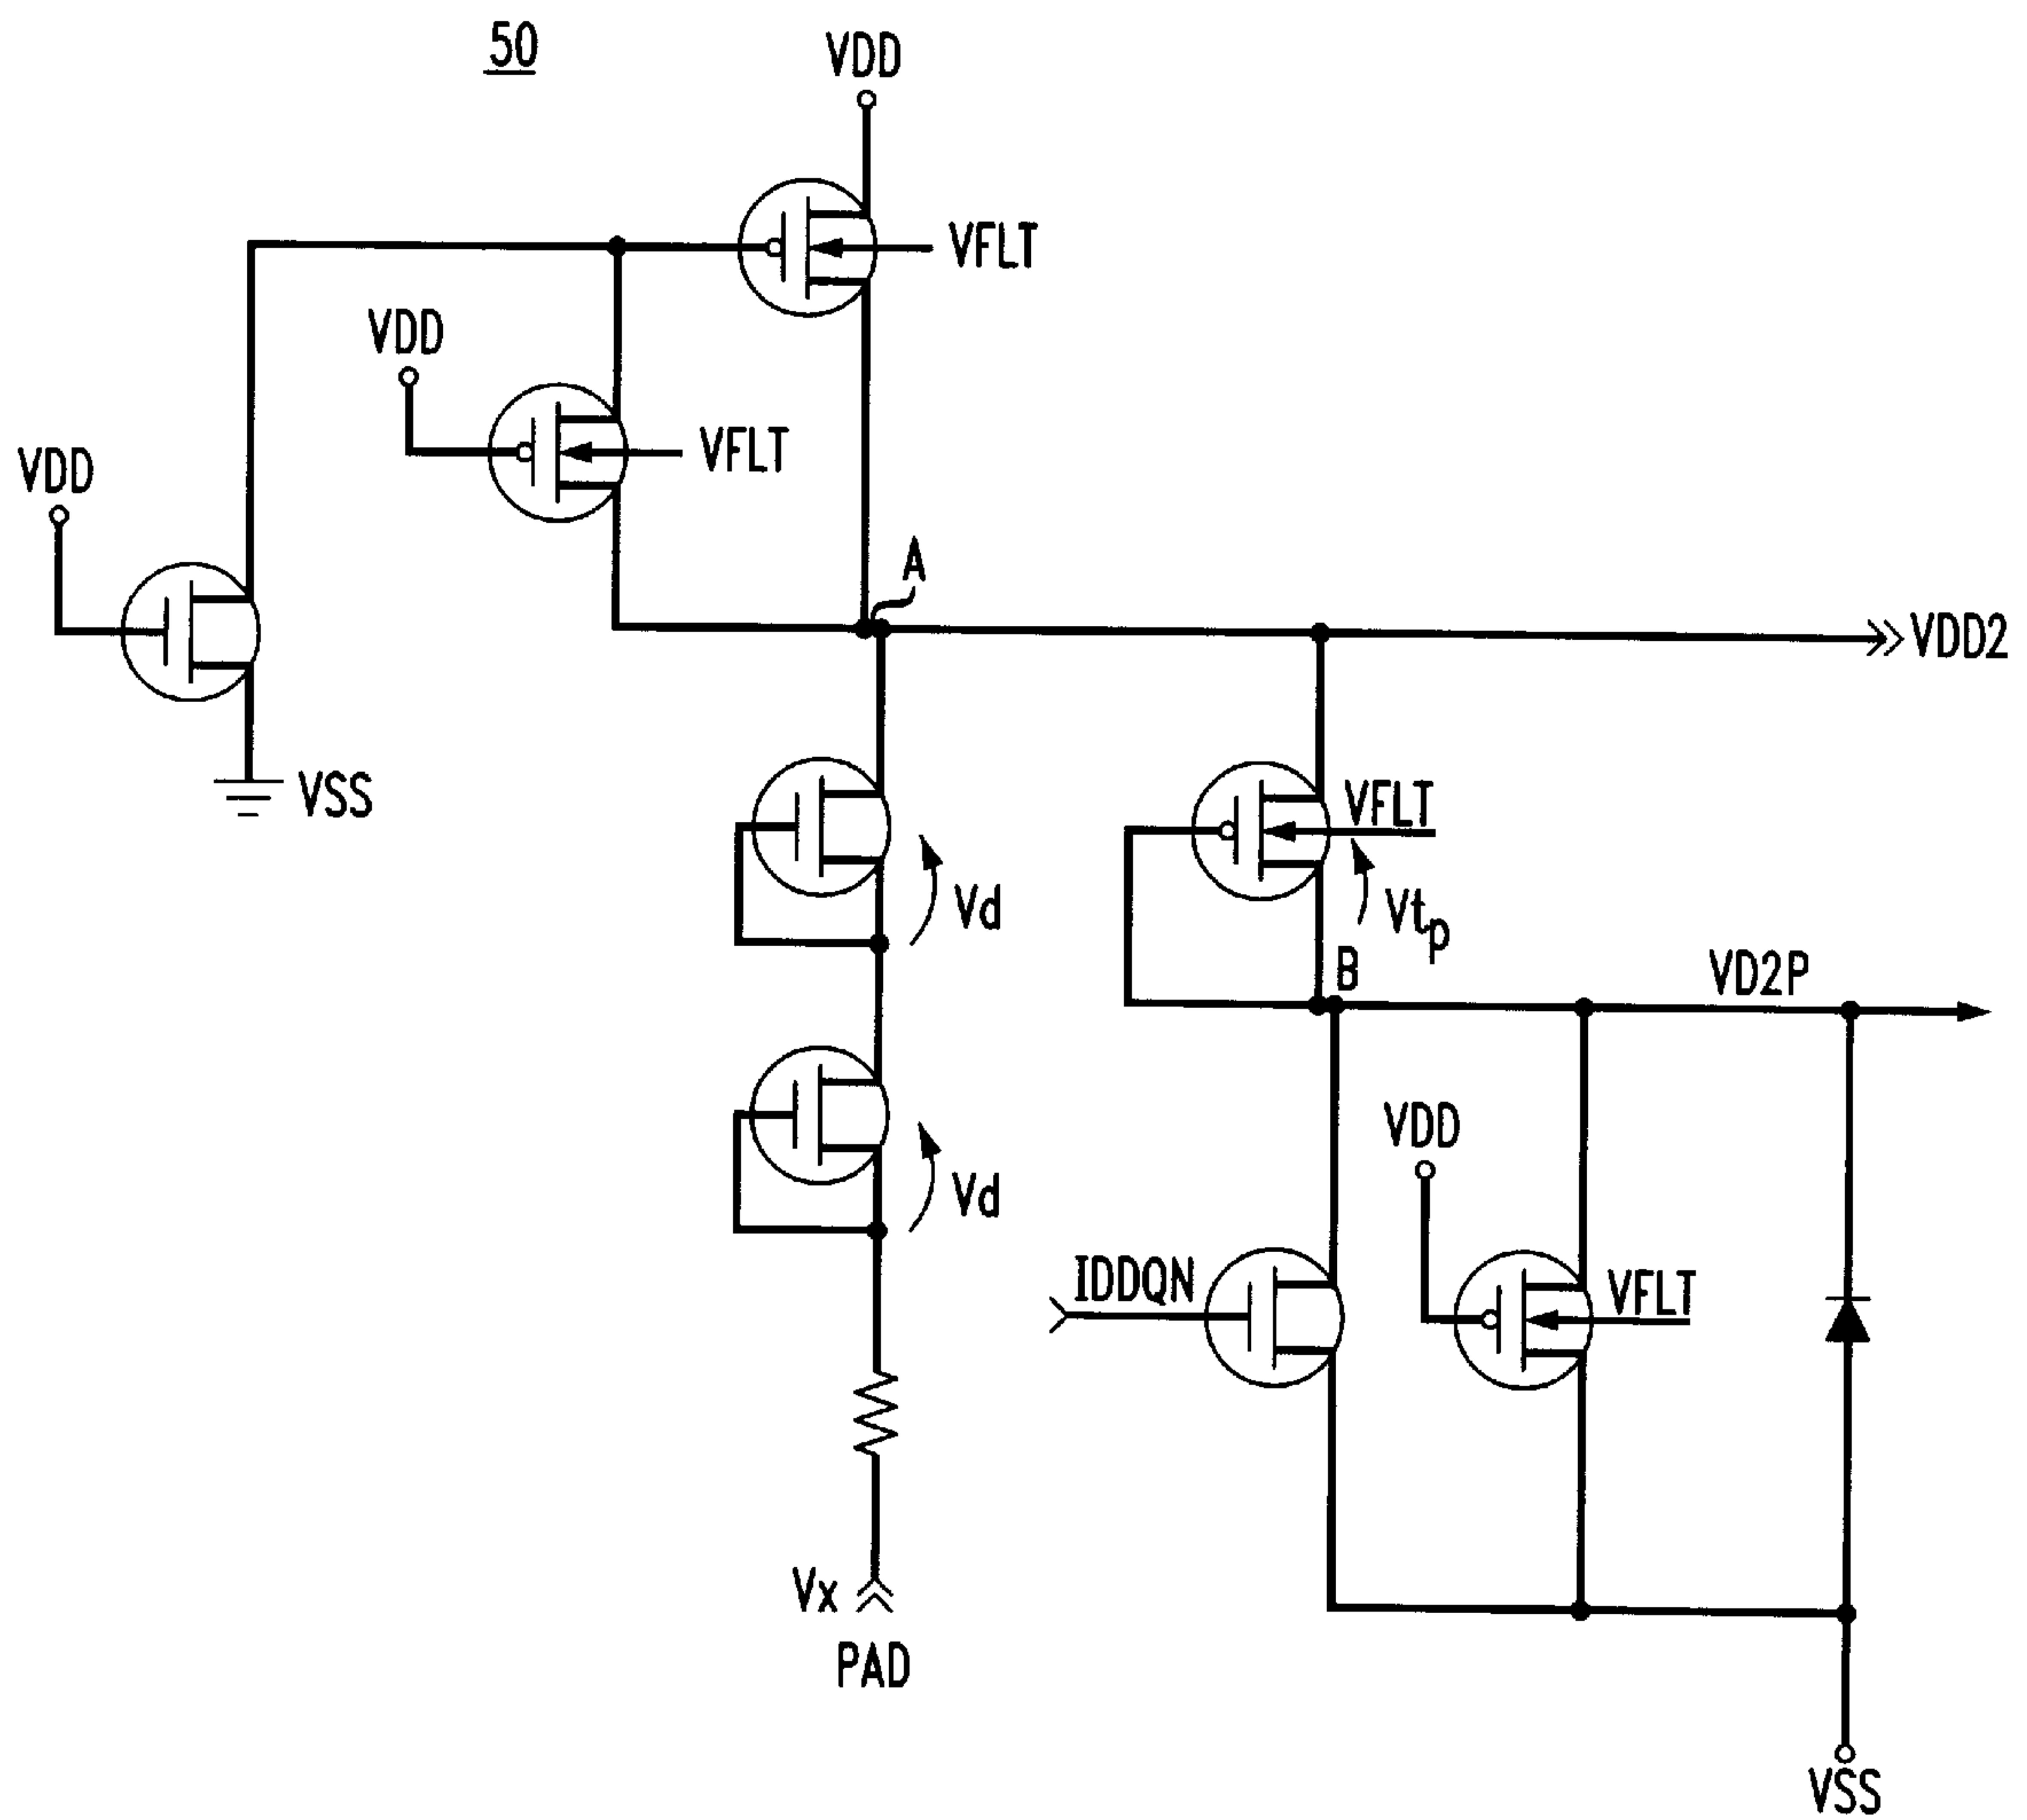 50
VDD
VFLT
VDD
VFLT
VDD
A
VDD2
VSS
VFLT
Vd
Vtp
B
VD2P
VDD
Vd
IDDQN
VFLT
Vx
PAD
VSS